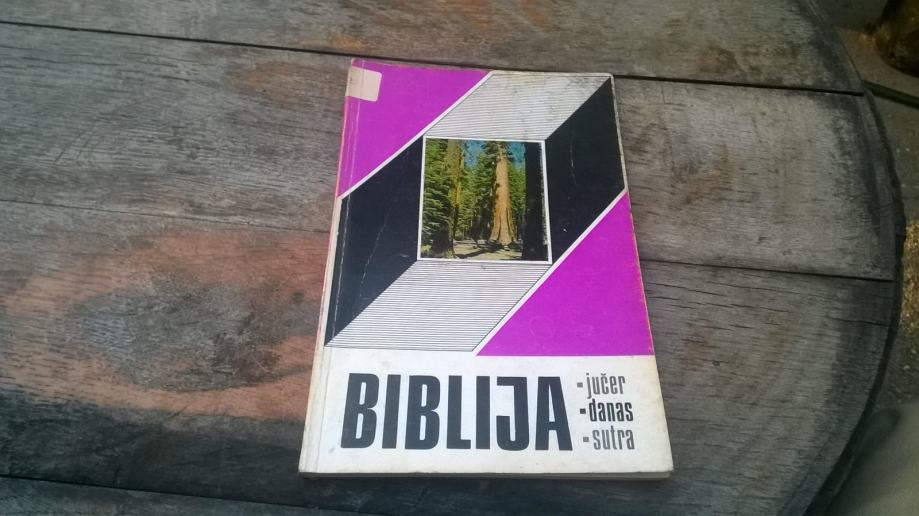 BIBLIJA
- jučer
- danas
- sutra